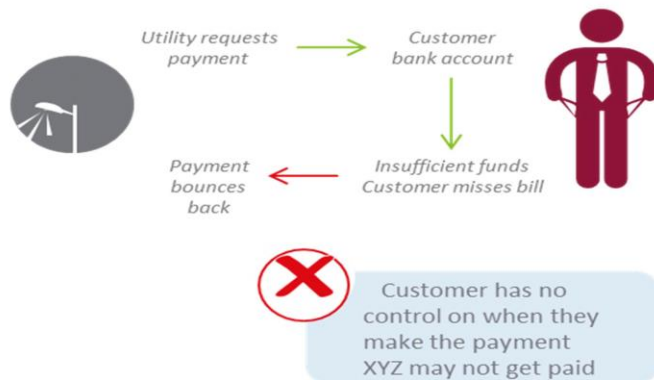 Utility requests
payment
Customer
bank account
Payment
bounces
back
Insufficient funds
Customer misses bill
Customer has no
control on when they
make the payment
XYZ may not get paid